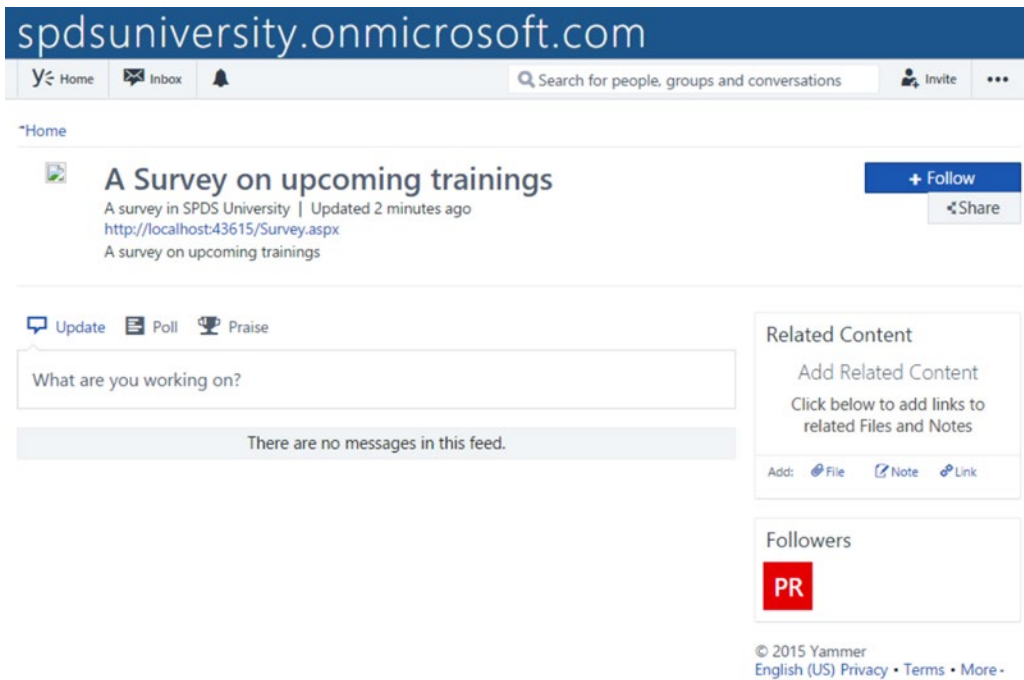 spdsuniversity.onmicrosoft.com
Home Inbox Search for people, groups and conversations Invite
Home
A Survey on upcoming trainings
+ Follow
A survey in SPDS University | Updated 2 minutes ago
Share
http://localhost:43615/Survey.aspx
A survey on upcoming trainings
Update Poll Praise
Related Content
What are you working on?
Add Related Content
Click below to add links to
related Files and Notes
There are no messages in this feed.
Add: File Note Link
Followers
PR
© 2015 Yammer
English (US) Privacy • Terms • More